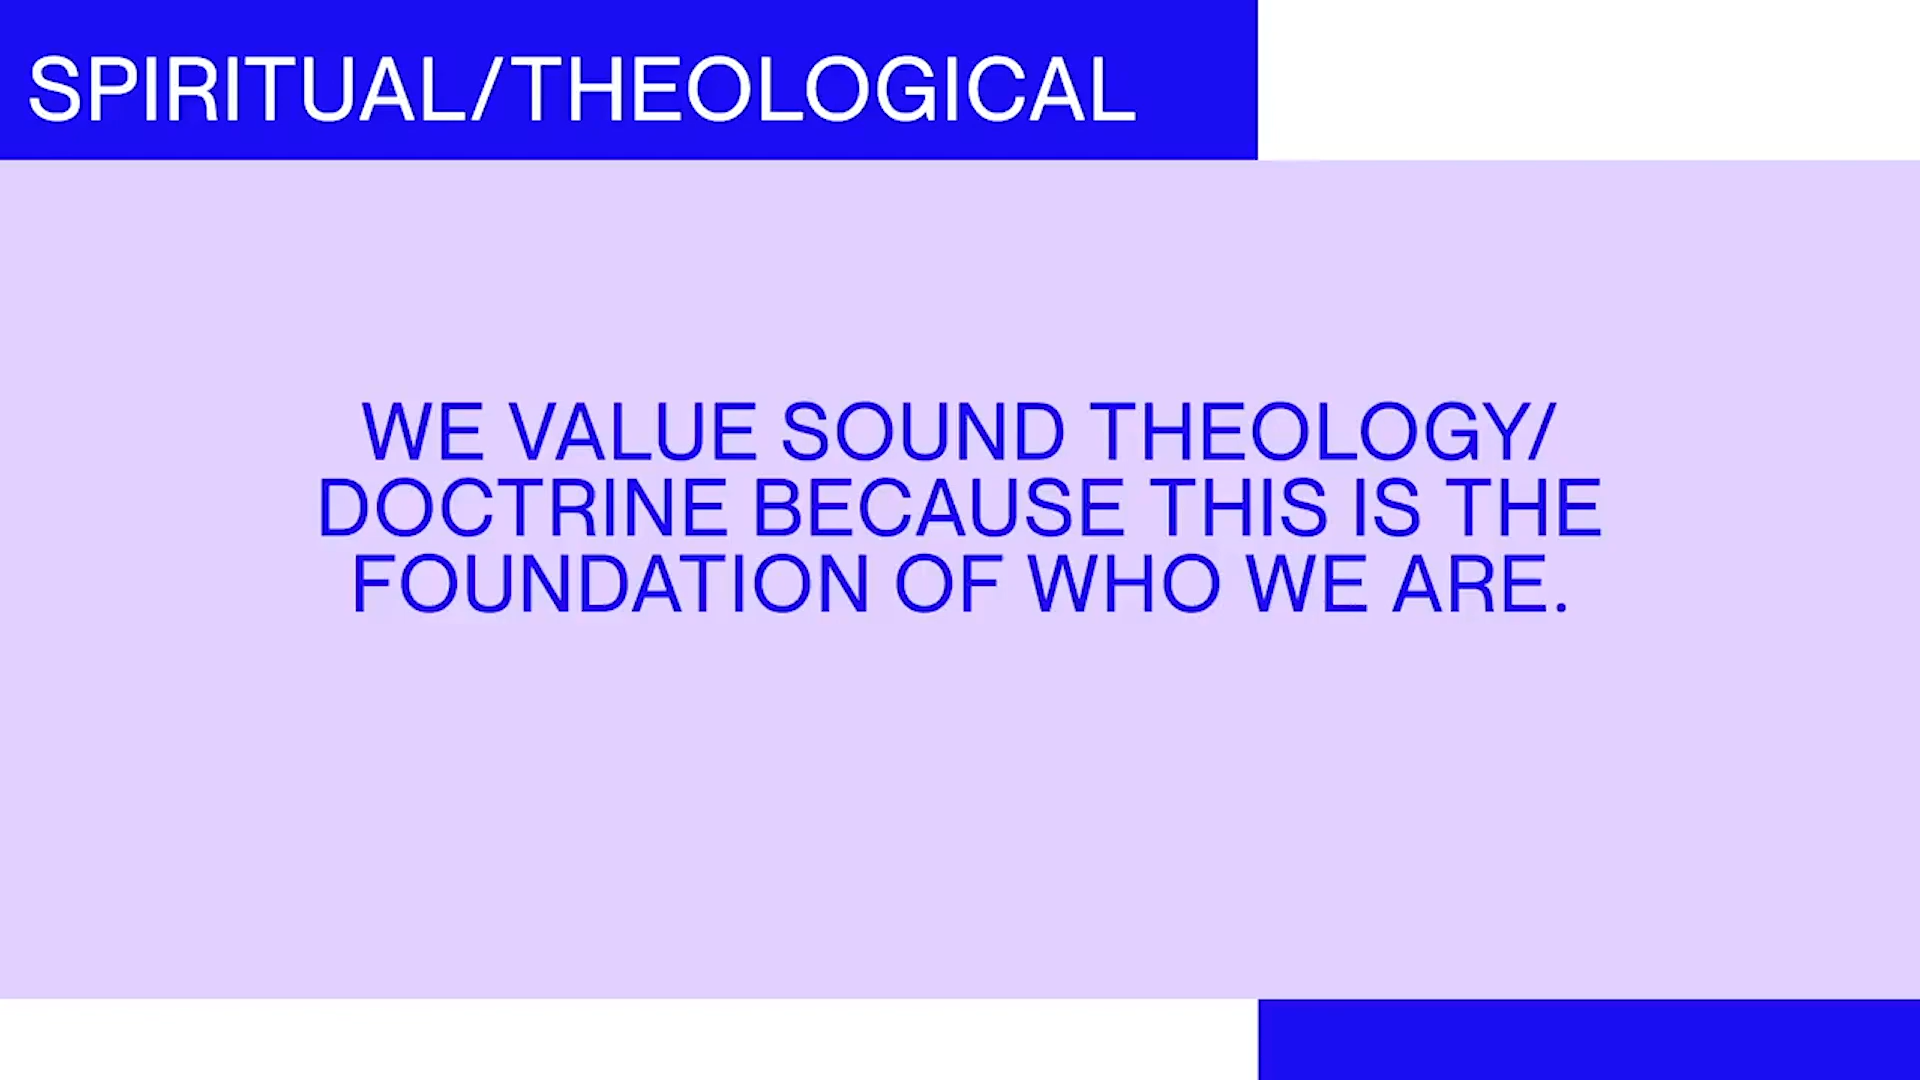 SPIRITUAL/THEOLOGICAL
WE VALUE SOUND THEOLOGY/
DOCTRINE BECAUSE THIS IS THE
FOUNDATION OF WHO WE ARE.